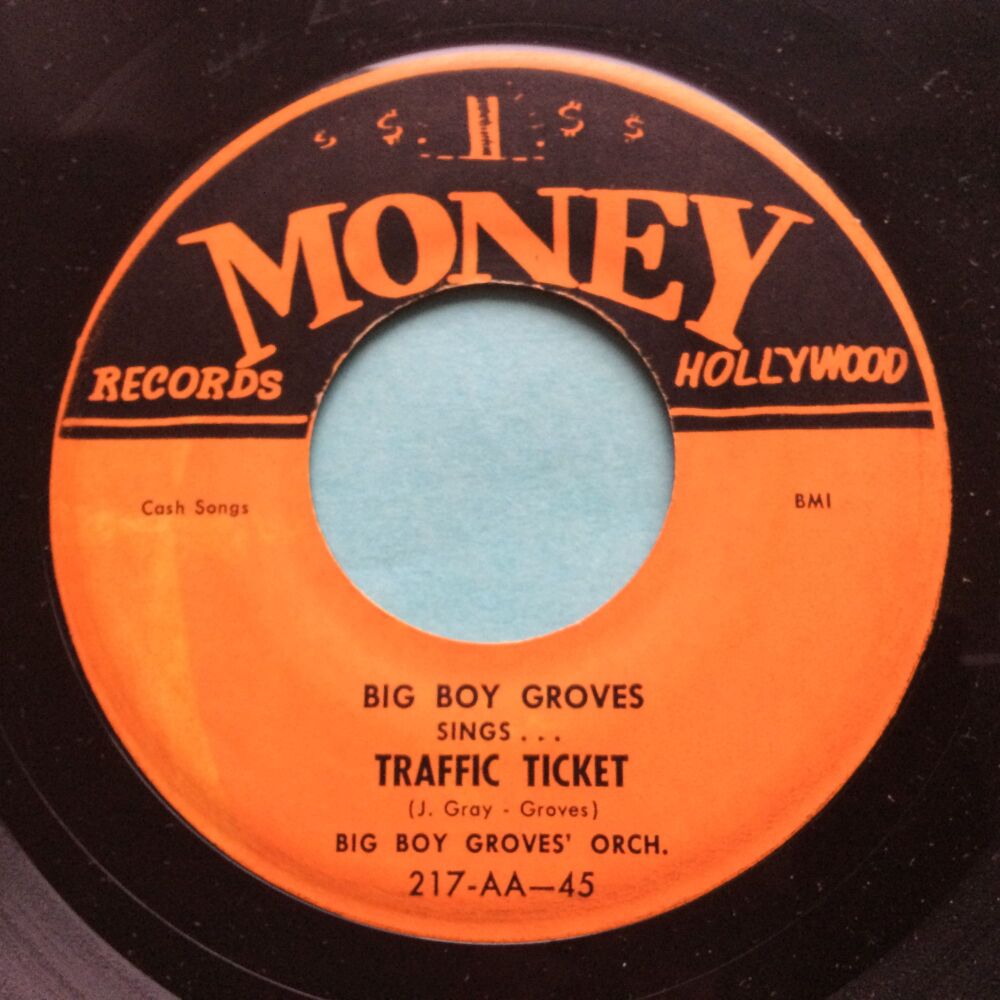 $ $ $ $
MONEY
RECORDS HOLLYWOOD
Cash Songs BMI
BIG BOY GROVES
SINGS...
TRAFFIC TICKET
(J. Gray - Groves)
BIG BOY GROVES' ORCH.
217-AA—45